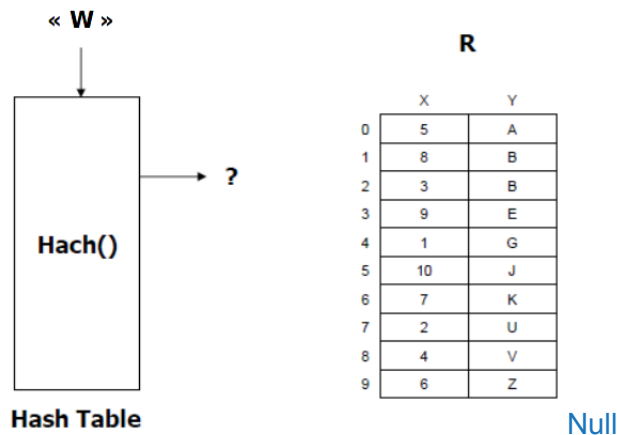 « W »
?
Hach()
Hash Table
R
X Y
0 5 A
1 8 B
2 3 B
3 9 E
4 1 G
5 10 J
6 7 K
7 2 U
8 4 V
9 6 Z
Null